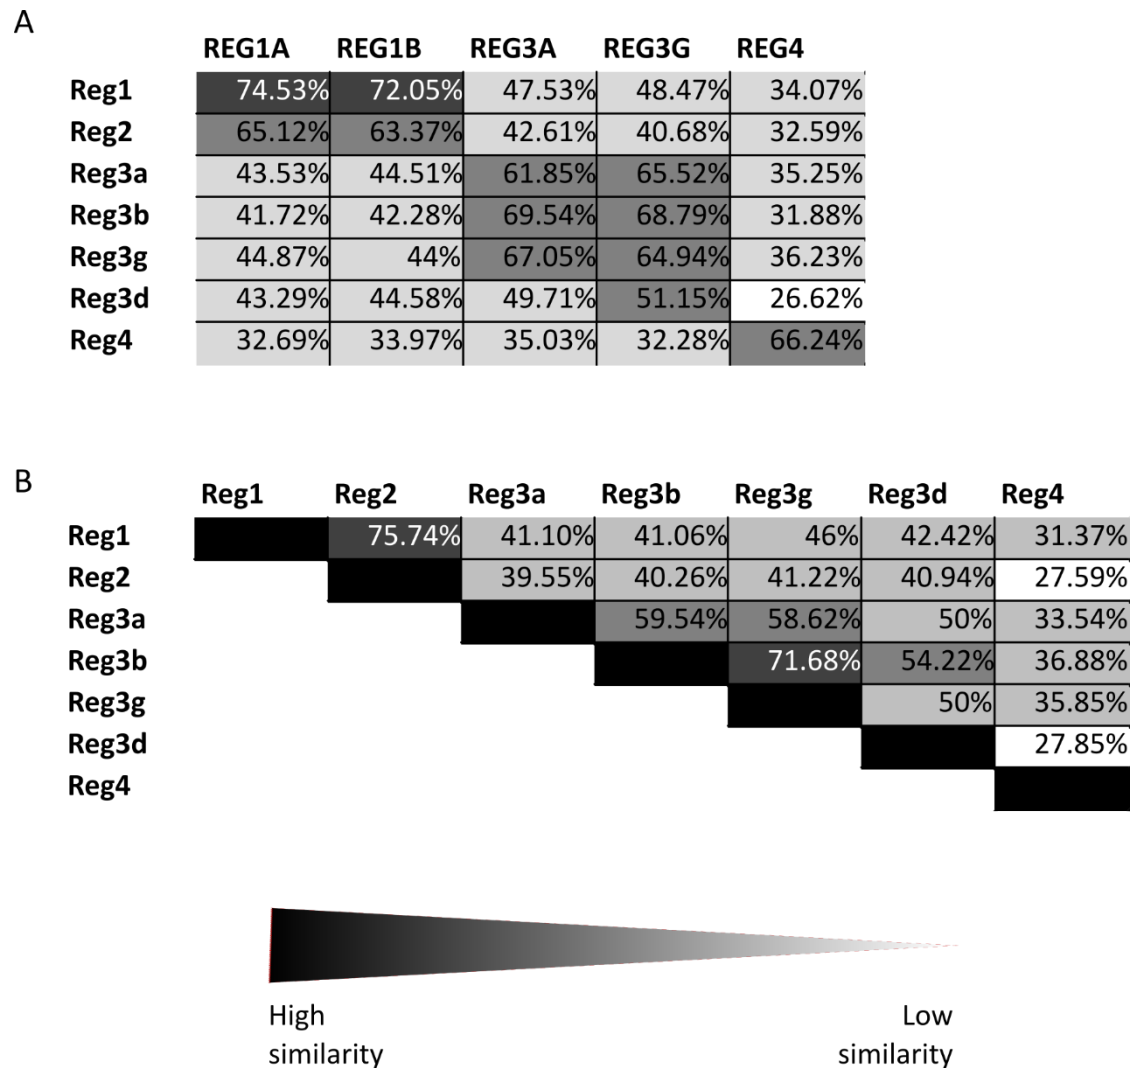 A
REG1A REG1B REG3A REG3G REG4
Reg1 74.53% 72.05% 47.53% 48.47% 34.07%
Reg2 65.12% 63.37% 42.61% 40.68% 32.59%
Reg3a 43.53% 44.51% 61.85% 65.52% 35.25%
Reg3b 41.72% 42.28% 69.54% 68.79% 31.88%
Reg3g 44.87% 44% 67.05% 64.94% 36.23%
Reg3d 43.29% 44.58% 49.71% 51.15% 26.62%
Reg4 32.69% 33.97% 35.03% 32.28% 66.24%
B
Reg1 Reg2 Reg3a Reg3b Reg3g Reg3d Reg4
Reg1 75.74% 41.10% 41.06% 46% 42.42% 31.37%
Reg2 39.55% 40.26% 41.22% 40.94% 27.59%
Reg3a 59.54% 58.62% 50% 33.54%
Reg3b 71.68% 54.22% 36.88%
Reg3g 50% 35.85%
Reg3d 27.85%
Reg4
High Low
similarity similarity